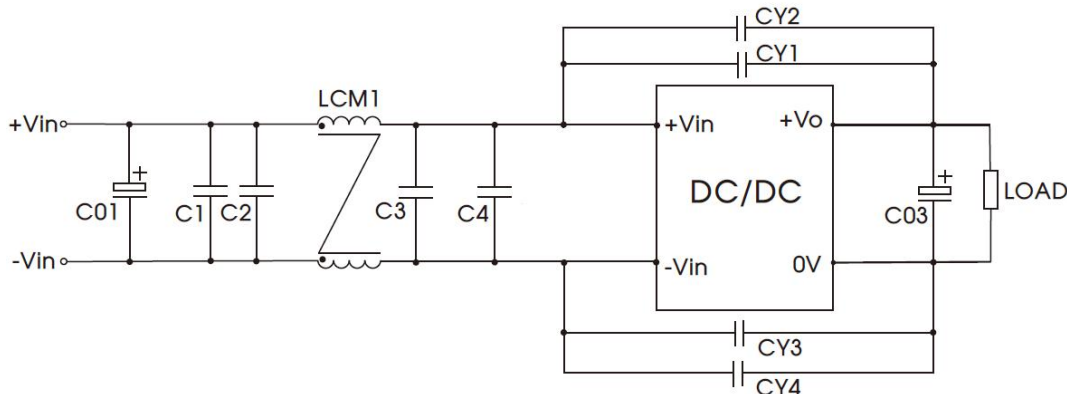 CY2
CY1
LCM1
+Vin
+Vin
+Vo
+
+
DC/DC
C01
C1
C2
C3
C4
C03
LOAD
-Vin
-Vin
0V
CY3
CY4